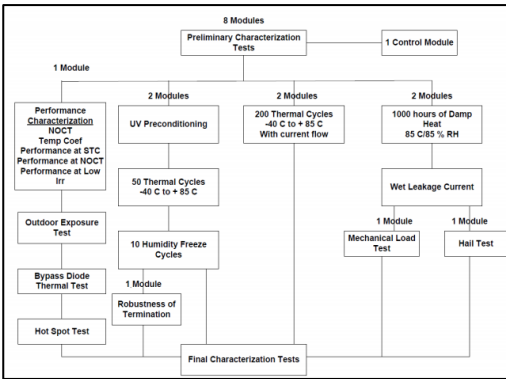 8 Modules
Preliminary Characterization
Tests
1 Control Module
1 Module
Performance
Characterization
NOCT
Temp Coef
Performance at STC
Performance at NOCT
Performance at Low
Irr
Outdoor Exposure
Test
Bypass Diode
Thermal Test
Hot Spot Test
2 Modules
UV Preconditioning
50 Thermal Cycles
-40 C to + 85 C
10 Humidity Freeze
Cycles
1 Module
Robustness of
Termination
2 Modules
200 Thermal Cycles
-40 C to + 85 C
With current flow
2 Modules
1000 hours of Damp
Heat
85 C/85 % RH
Wet Leakage Current
1 Module
Mechanical Load
Test
1 Module
Hail Test
Final Characterization Tests